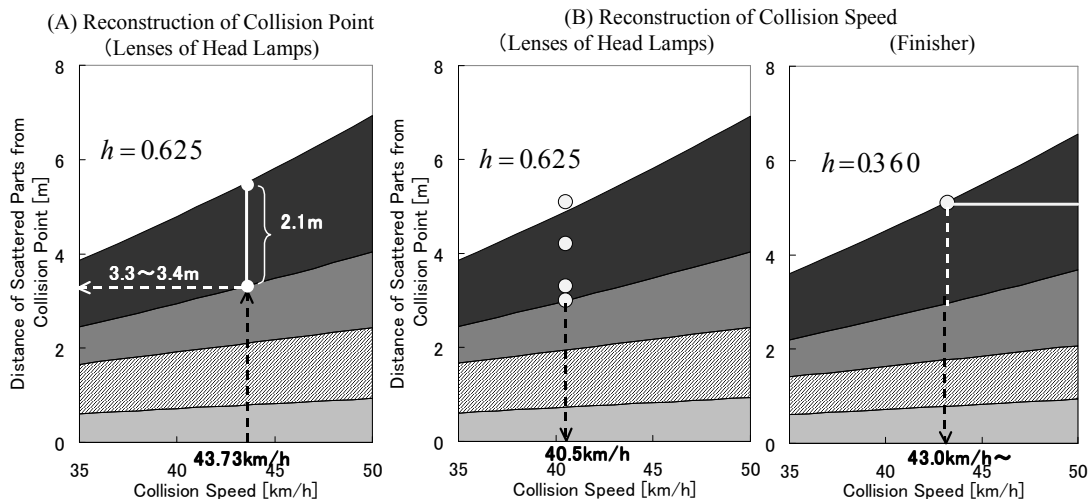 (A) Reconstruction of Collision Point
(Lenses of Head Lamps)
(B) Reconstruction of Collision Speed
(Lenses of Head Lamps)
(Finisher)
Distance of Scattered Parts from
Collision Point [m]
8
6
4
2
0
h = 0.625
2.1m
3.3～3.4m
35
40
45
50
43.73km/h
Collision Speed [km/h]
8
6
4
2
0
h = 0.625
35
40
45
50
40.5km/h
Collision Speed [km/h]
Distance of Scattered Parts from
Collision Point [m]
8
6
4
2
0
h=0.360
35
40
45
50
43.0km/h～
Collision Speed [km/h]